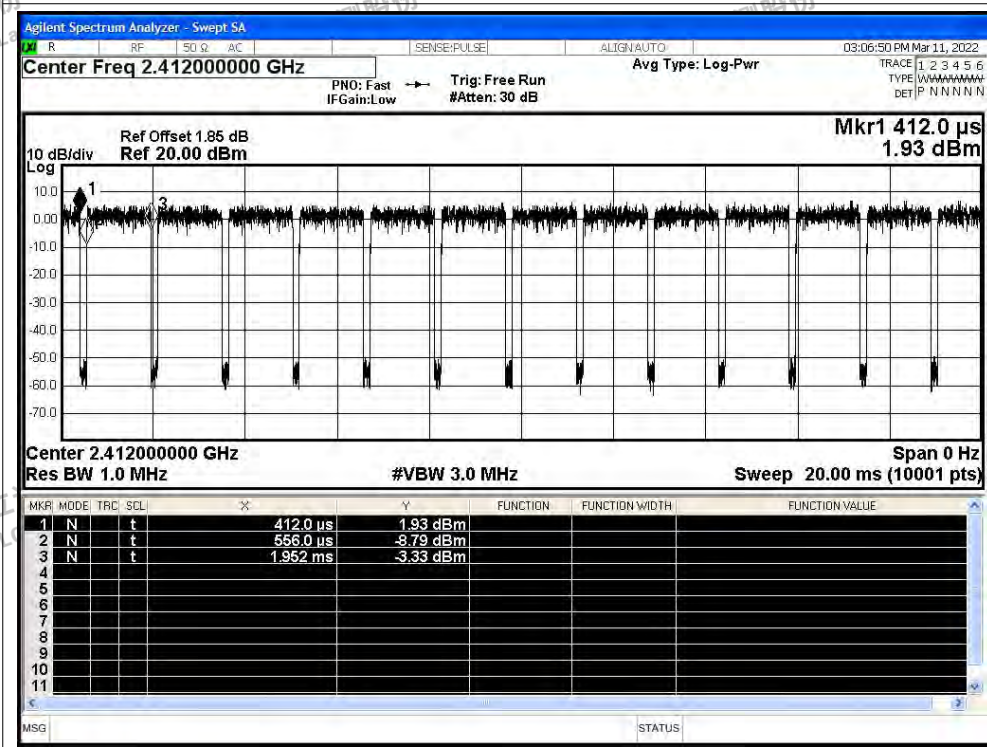 Agilent Spectrum Analyzer - Swept SA
LXI R RF 50 Ω AC SENSE:PULSE ALIGN AUTO 03:06:50 PM Mar 11, 2022
Center Freq 2.412000000 GHz
PNO: Fast
IFGain:Low
Trig: Free Run
#Atten: 30 dB
Avg Type: Log-Pwr
TRACE 1 2 3 4 5 6
TYPE
DET P N N N N N
Mkr1 412.0 µs
1.93 dBm
Ref Offset 1.85 dB
10 dB/div Ref 20.00 dBm
Log
10.0
0.00
-10.0
-20.0
-30.0
-40.0
-50.0
-60.0
-70.0
1
3
Center 2.412000000 GHz Span 0 Hz
Res BW 1.0 MHz #VBW 3.0 MHz Sweep 20.00 ms (10001 pts)
MKR MODE TRC SCL X Y FUNCTION FUNCTION WIDTH FUNCTION VALUE
1 N t 412.0 µs 1.93 dBm
2 N t 556.0 µs -8.79 dBm
3 N t 1.952 ms -3.33 dBm
4
5
6
7
8
9
10
11
MSG STATUS